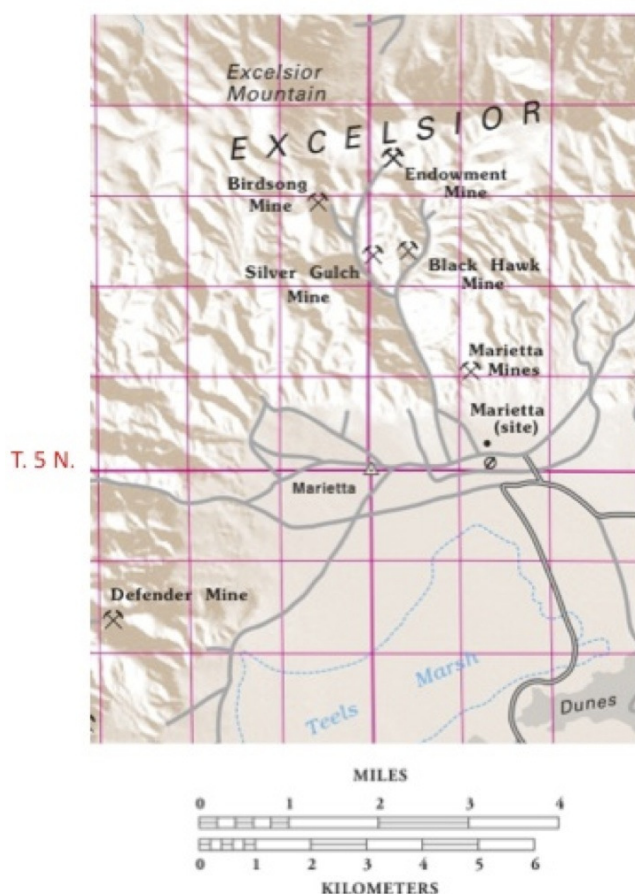 Excelsior
Mountain
EXCELSIOR
Endowment
Mine
Birdsong
Mine
Silver Gulch
Mine
Black Hawk
Mine
Marietta
Mines
Marietta
(site)
T. 5 N.
Marietta
Defender Mine
Teels Marsh
Dunes
MILES
0 1 2 3 4
0 1 2 3 4 5 6
KILOMETERS